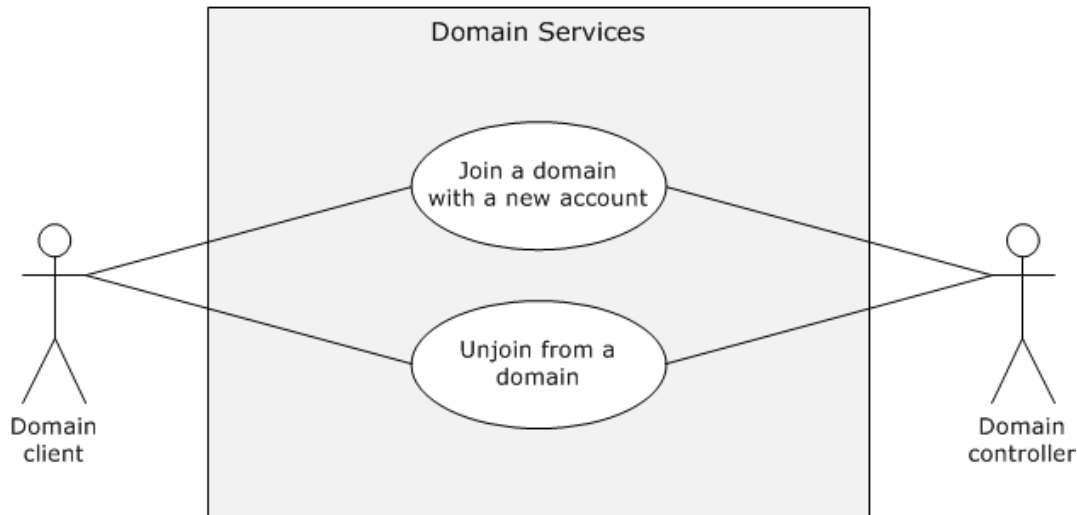 Domain Services
Join a domain
with a new account
Unjoin from a
domain
Domain
client
Domain
controller